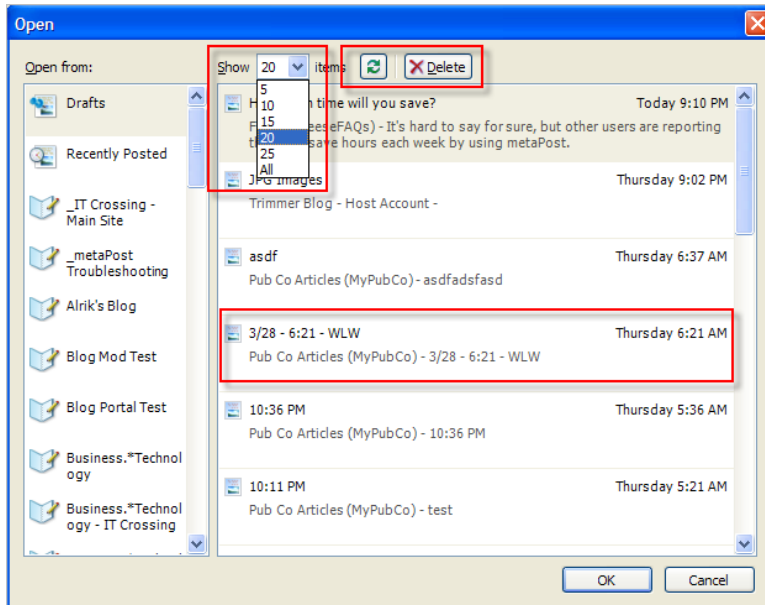 Open
Open from:
Show 20 items Delete
5
10
15
20
25
All
Drafts
Recently Posted
_IT Crossing -
Main Site
_metaPost
Troubleshooting
Alrik's Blog
Blog Mod Test
Blog Portal Test
Business.*Technol
ogy
Business.*Technol
ogy - IT Crossing
H time will you save? Today 9:10 PM
F eeseFAQs) - It's hard to say for sure, but other users are reporting
save hours each week by using metaPost.
JPG Images Thursday 9:02 PM
Trimmer Blog - Host Account -
asdf Thursday 6:37 AM
Pub Co Articles (MyPubCo) - asdfadsfasd
3/28 - 6:21 - WLW Thursday 6:21 AM
Pub Co Articles (MyPubCo) - 3/28 - 6:21 - WLW
10:36 PM Thursday 5:36 AM
Pub Co Articles (MyPubCo) - 10:36 PM
10:11 PM Thursday 5:21 AM
Pub Co Articles (MyPubCo) - test
OK Cancel